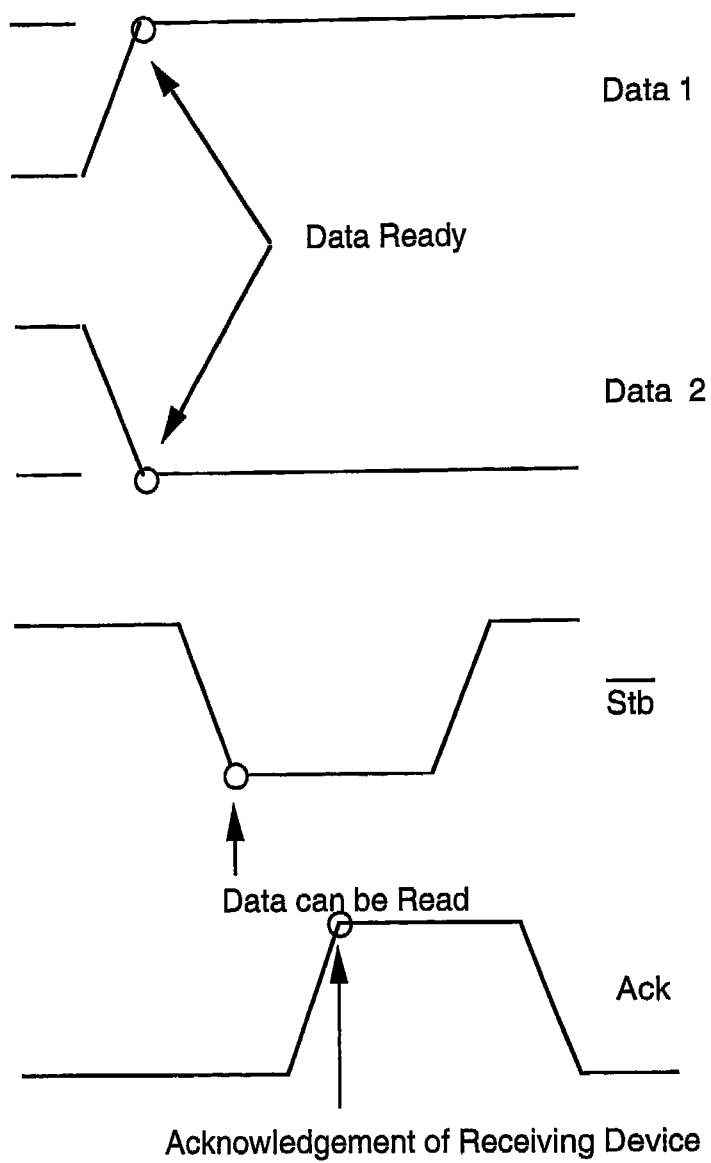 Data 1
Data Ready
Data 2
Stb
Data can be Read
Ack
Acknowledgement of Receiving Device